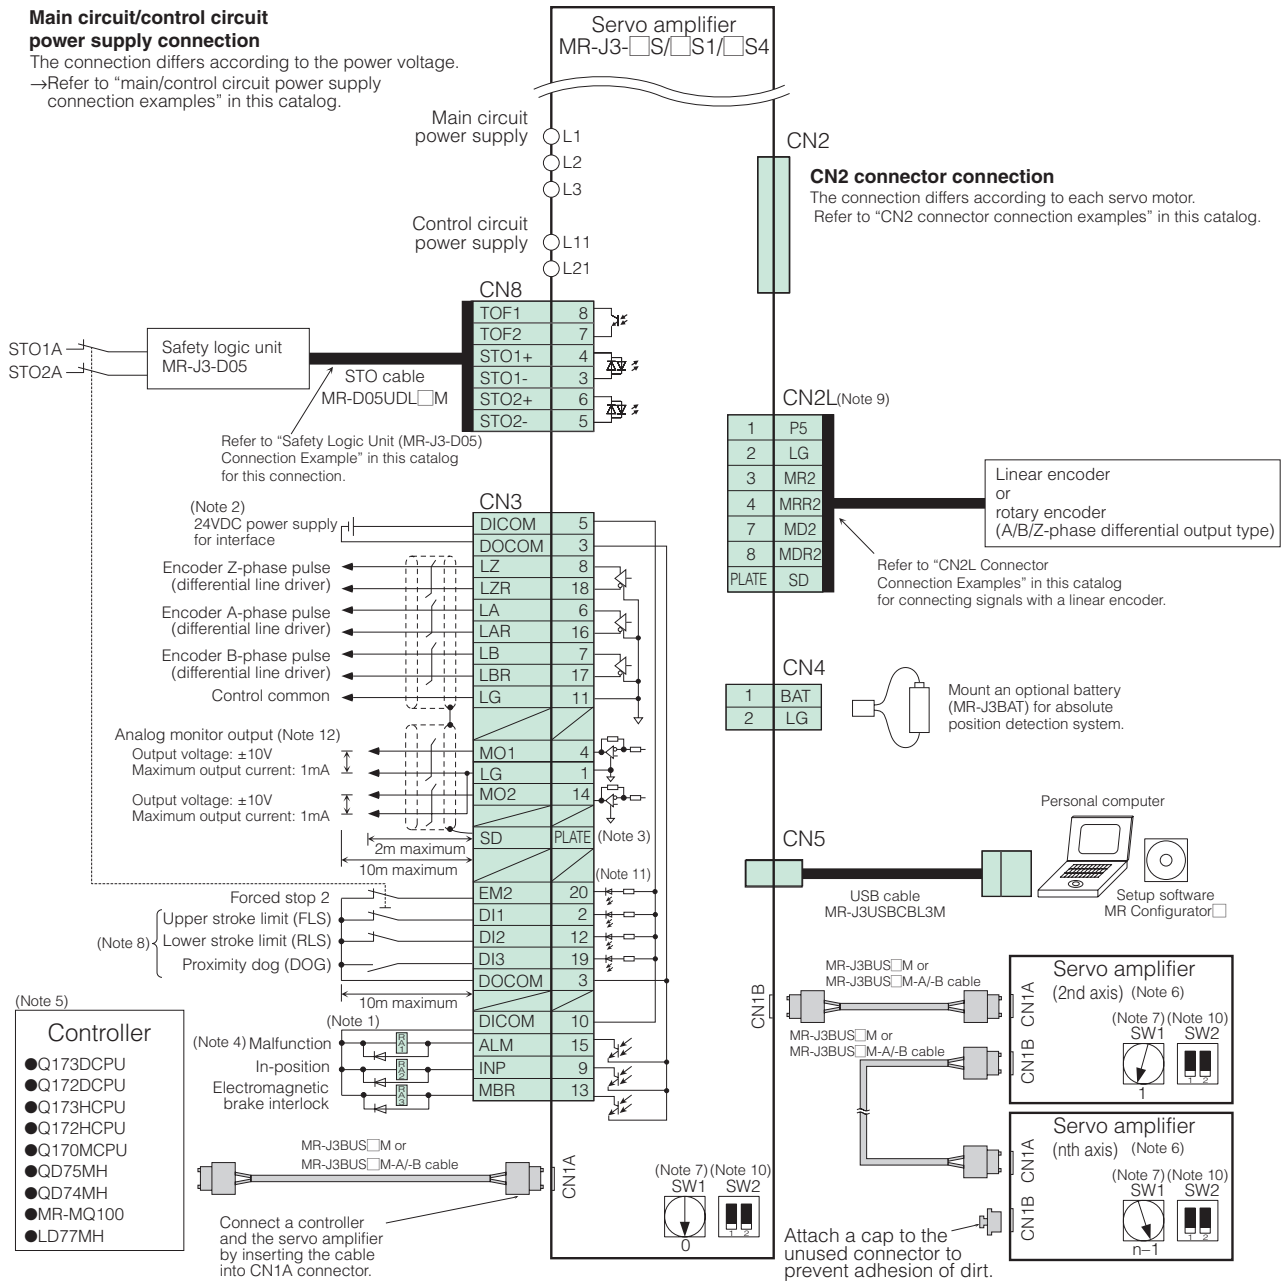 Main circuit/control circuit
power supply connection
The connection differs according to the power voltage.
→Refer to “main/control circuit power supply
connection examples” in this catalog.
Servo amplifier
MR-J3-□S/□S1/□S4
Main circuit
power supply
L1
L2
L3
Control circuit
power supply
L11
L21
CN2
CN2 connector connection
The connection differs according to each servo motor.
Refer to “CN2 connector connection examples” in this catalog.
CN8
TOF1 8
TOF2 7
STO1+ 4
STO1- 3
STO2+ 6
STO2- 5
STO1A
STO2A
Safety logic unit
MR-J3-D05
STO cable
MR-D05UDL□M
Refer to “Safety Logic Unit (MR-J3-D05)
Connection Example” in this catalog
for this connection.
CN2L(Note 9)
1 P5
2 LG
3 MR2
4 MRR2
7 MD2
8 MDR2
PLATE SD
Linear encoder
or
rotary encoder
(A/B/Z-phase differential output type)
Refer to “CN2L Connector
Connection Examples” in this catalog
for connecting signals with a linear encoder.
CN3
(Note 2)
24VDC power supply
for interface
DICOM 5
DOCOM 3
Encoder Z-phase pulse
(differential line driver)
LZ 8
LZR 18
Encoder A-phase pulse
(differential line driver)
LA 6
LAR 16
Encoder B-phase pulse
(differential line driver)
LB 7
LBR 17
Control common
LG 11
Analog monitor output (Note 12)
Output voltage: ±10V
Maximum output current: 1mA
MO1 4
LG 1
Output voltage: ±10V
Maximum output current: 1mA
MO2 14
SD PLATE (Note 3)
2m maximum
10m maximum
(Note 11)
Forced stop 2
EM2 20
(Note 8)
Upper stroke limit (FLS)
DI1 2
Lower stroke limit (RLS)
DI2 12
Proximity dog (DOG)
DI3 19
DOCOM 3
10m maximum
(Note 1)
DICOM 10
(Note 4) Malfunction
RA1
ALM 15
In-position
RA2
INP 9
Electromagnetic
brake interlock
RA3
MBR 13
CN4
1 BAT
2 LG
Mount an optional battery
(MR-J3BAT) for absolute
position detection system.
CN5
USB cable
MR-J3USBCBL3M
Personal computer
Setup software
MR Configurator□
(Note 5)
Controller
●Q173DCPU
●Q172DCPU
●Q173HCPU
●Q172HCPU
●Q170MCPU
●QD75MH
●QD74MH
●MR-MQ100
●LD77MH
MR-J3BUS□M or
MR-J3BUS□M-A/-B cable
CN1A
Connect a controller
and the servo amplifier
by inserting the cable
into CN1A connector.
(Note 7) (Note 10)
SW1 SW2
0
1 2
CN1B
MR-J3BUS□M or
MR-J3BUS□M-A/-B cable
MR-J3BUS□M or
MR-J3BUS□M-A/-B cable
Servo amplifier
(2nd axis) (Note 6)
CN1A
CN1B
(Note 7) (Note 10)
SW1 SW2
1
1 2
Servo amplifier
(nth axis) (Note 6)
CN1A
CN1B
(Note 7) (Note 10)
SW1 SW2
n–1
1 2
Attach a cap to the
unused connector to
prevent adhesion of dirt.